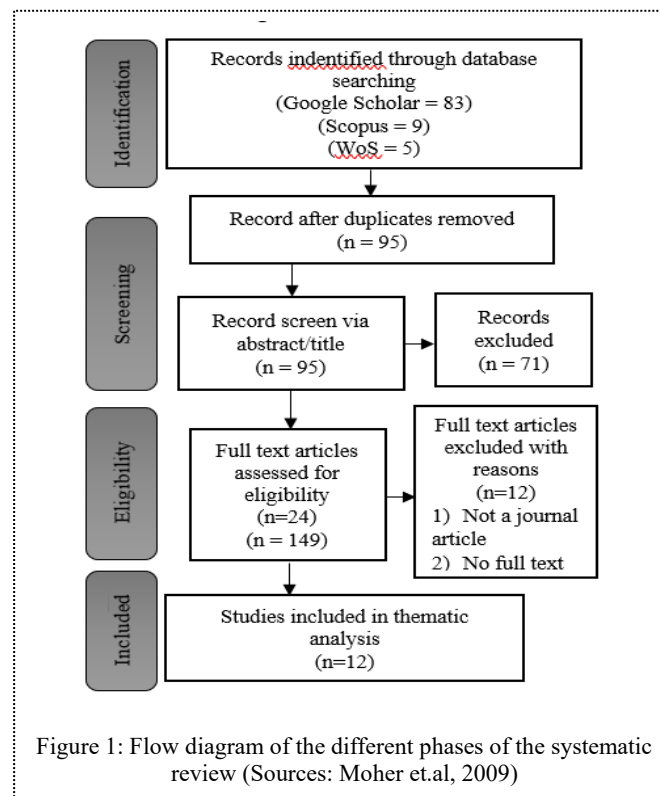 Identification
Records indentified through database
searching
(Google Scholar = 83)
(Scopus = 9)
(WoS = 5)
Screening
Record after duplicates removed
(n = 95)
Record screen via
abstract/title
(n = 95)
Records
excluded
(n = 71)
Eligibility
Full text articles
assessed for
eligibility
(n=24)
(n = 149)
Full text articles
excluded with
reasons
(n=12)
1) Not a journal
article
2) No full text
Included
Studies included in thematic
analysis
(n=12)
Figure 1: Flow diagram of the different phases of the systematic
review (Sources: Moher et.al, 2009)